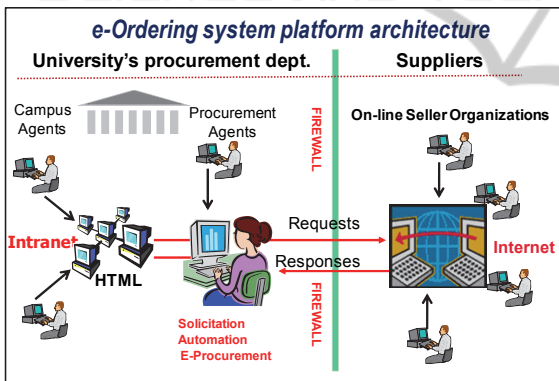 e-Ordering system platform architecture
University's procurement dept.
Suppliers
Campus
Agents
Procurement
Agents
FIREWALL
On-line Seller Organizations
Intranet
HTML
Requests
Responses
Internet
FIREWALL
Solicitation
Automation
E-Procurement